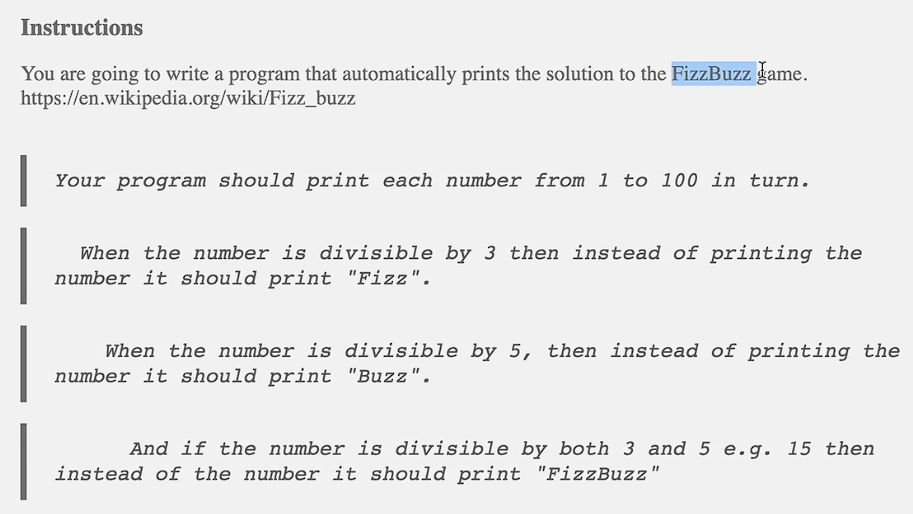 Instructions
You are going to write a program that automatically prints the solution to the FizzBuzz game.
https://en.wikipedia.org/wiki/Fizz_buzz
Your program should print each number from 1 to 100 in turn.
When the number is divisible by 3 then instead of printing the
number it should print "Fizz".
When the number is divisible by 5, then instead of printing the
number it should print "Buzz".
And if the number is divisible by both 3 and 5 e.g. 15 then
instead of the number it should print "FizzBuzz"